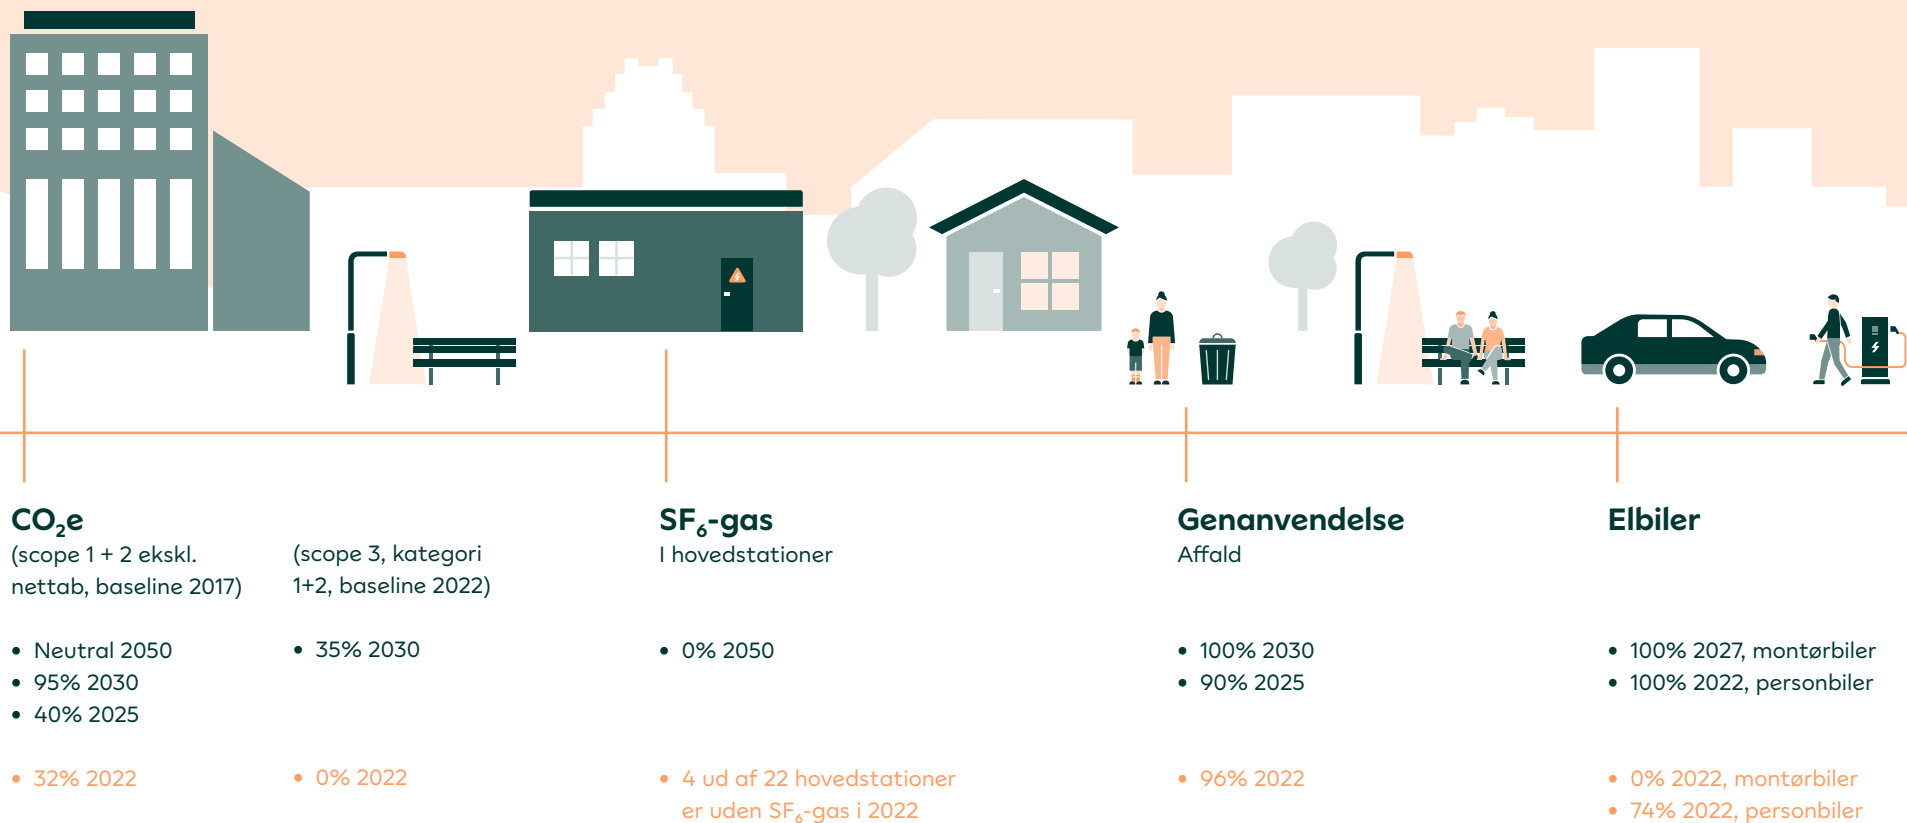 CO₂e
(scope 1 + 2 ekskl.
nettab, baseline 2017)
• Neutral 2050
• 95% 2030
• 40% 2025
• 32% 2022
(scope 3, kategori
1+2, baseline 2022)
• 35% 2030
• 0% 2022
SF₆-gas
I hovedstationer
• 0% 2050
• 4 ud af 22 hovedstationer
er uden SF₆-gas i 2022
Genanvendelse
Affald
• 100% 2030
• 90% 2025
• 96% 2022
Elbiler
• 100% 2027, montørbiler
• 100% 2022, personbiler
• 0% 2022, montørbiler
• 74% 2022, personbiler